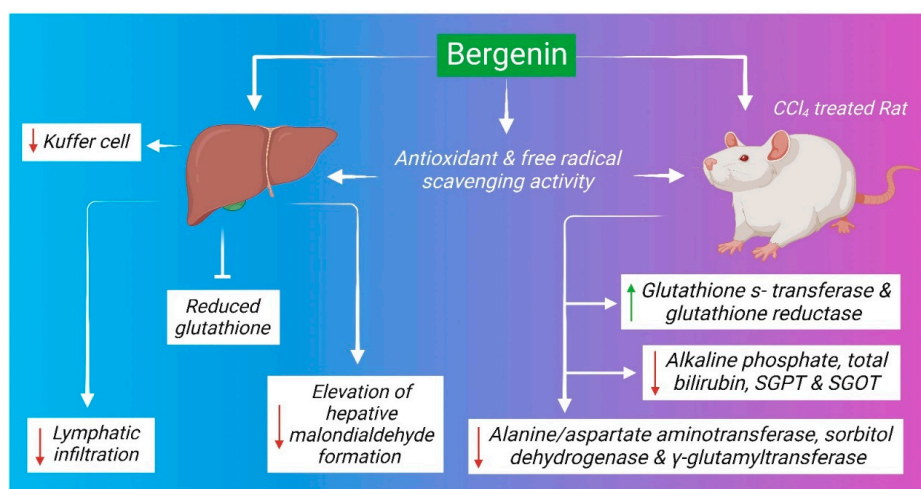 Bergenin
CCl₄ treated Rat
Kuffer cell
Antioxidant & free radical
scavenging activity
Reduced
glutathione
Glutathione s- transferase &
glutathione reductase
Alkaline phosphate, total
bilirubin, SGPT & SGOT
Elevation of
hepative
malondialdehyde
formation
Lymphatic
infiltration
Alanine/aspartate aminotransferase, sorbitol
dehydrogenase & γ-glutamyltransferase